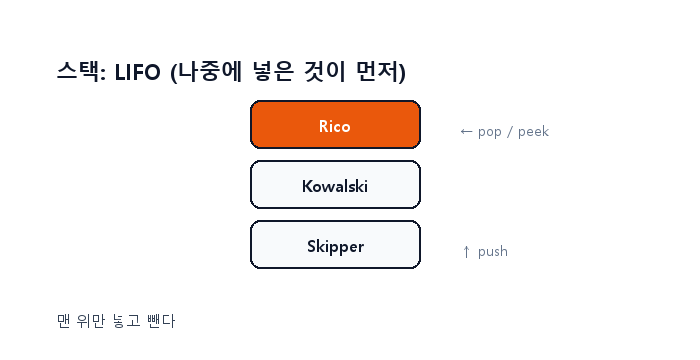 스택: LIFO (나중에 넣은 것이 먼저)
Rico
← pop / peek
Kowalski
Skipper
↑ push
맨 위만 놓고 뺀다